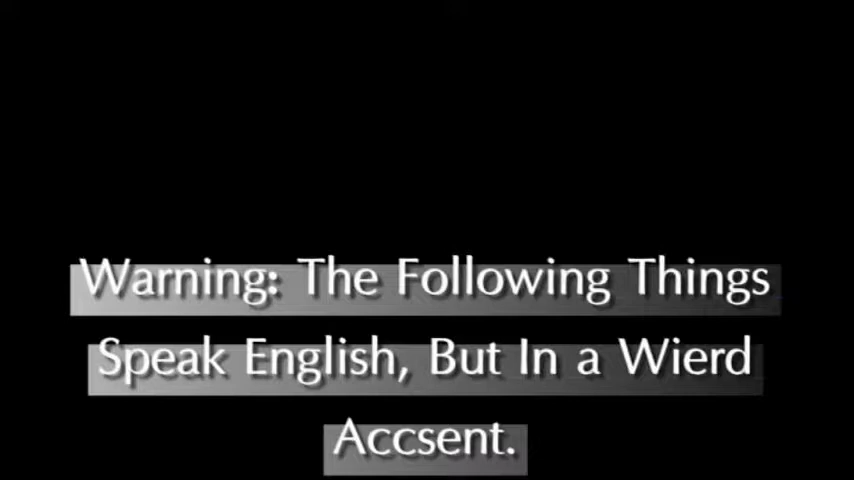 Warning: The Following Things
Speak English, But In a Wierd
Accsent.